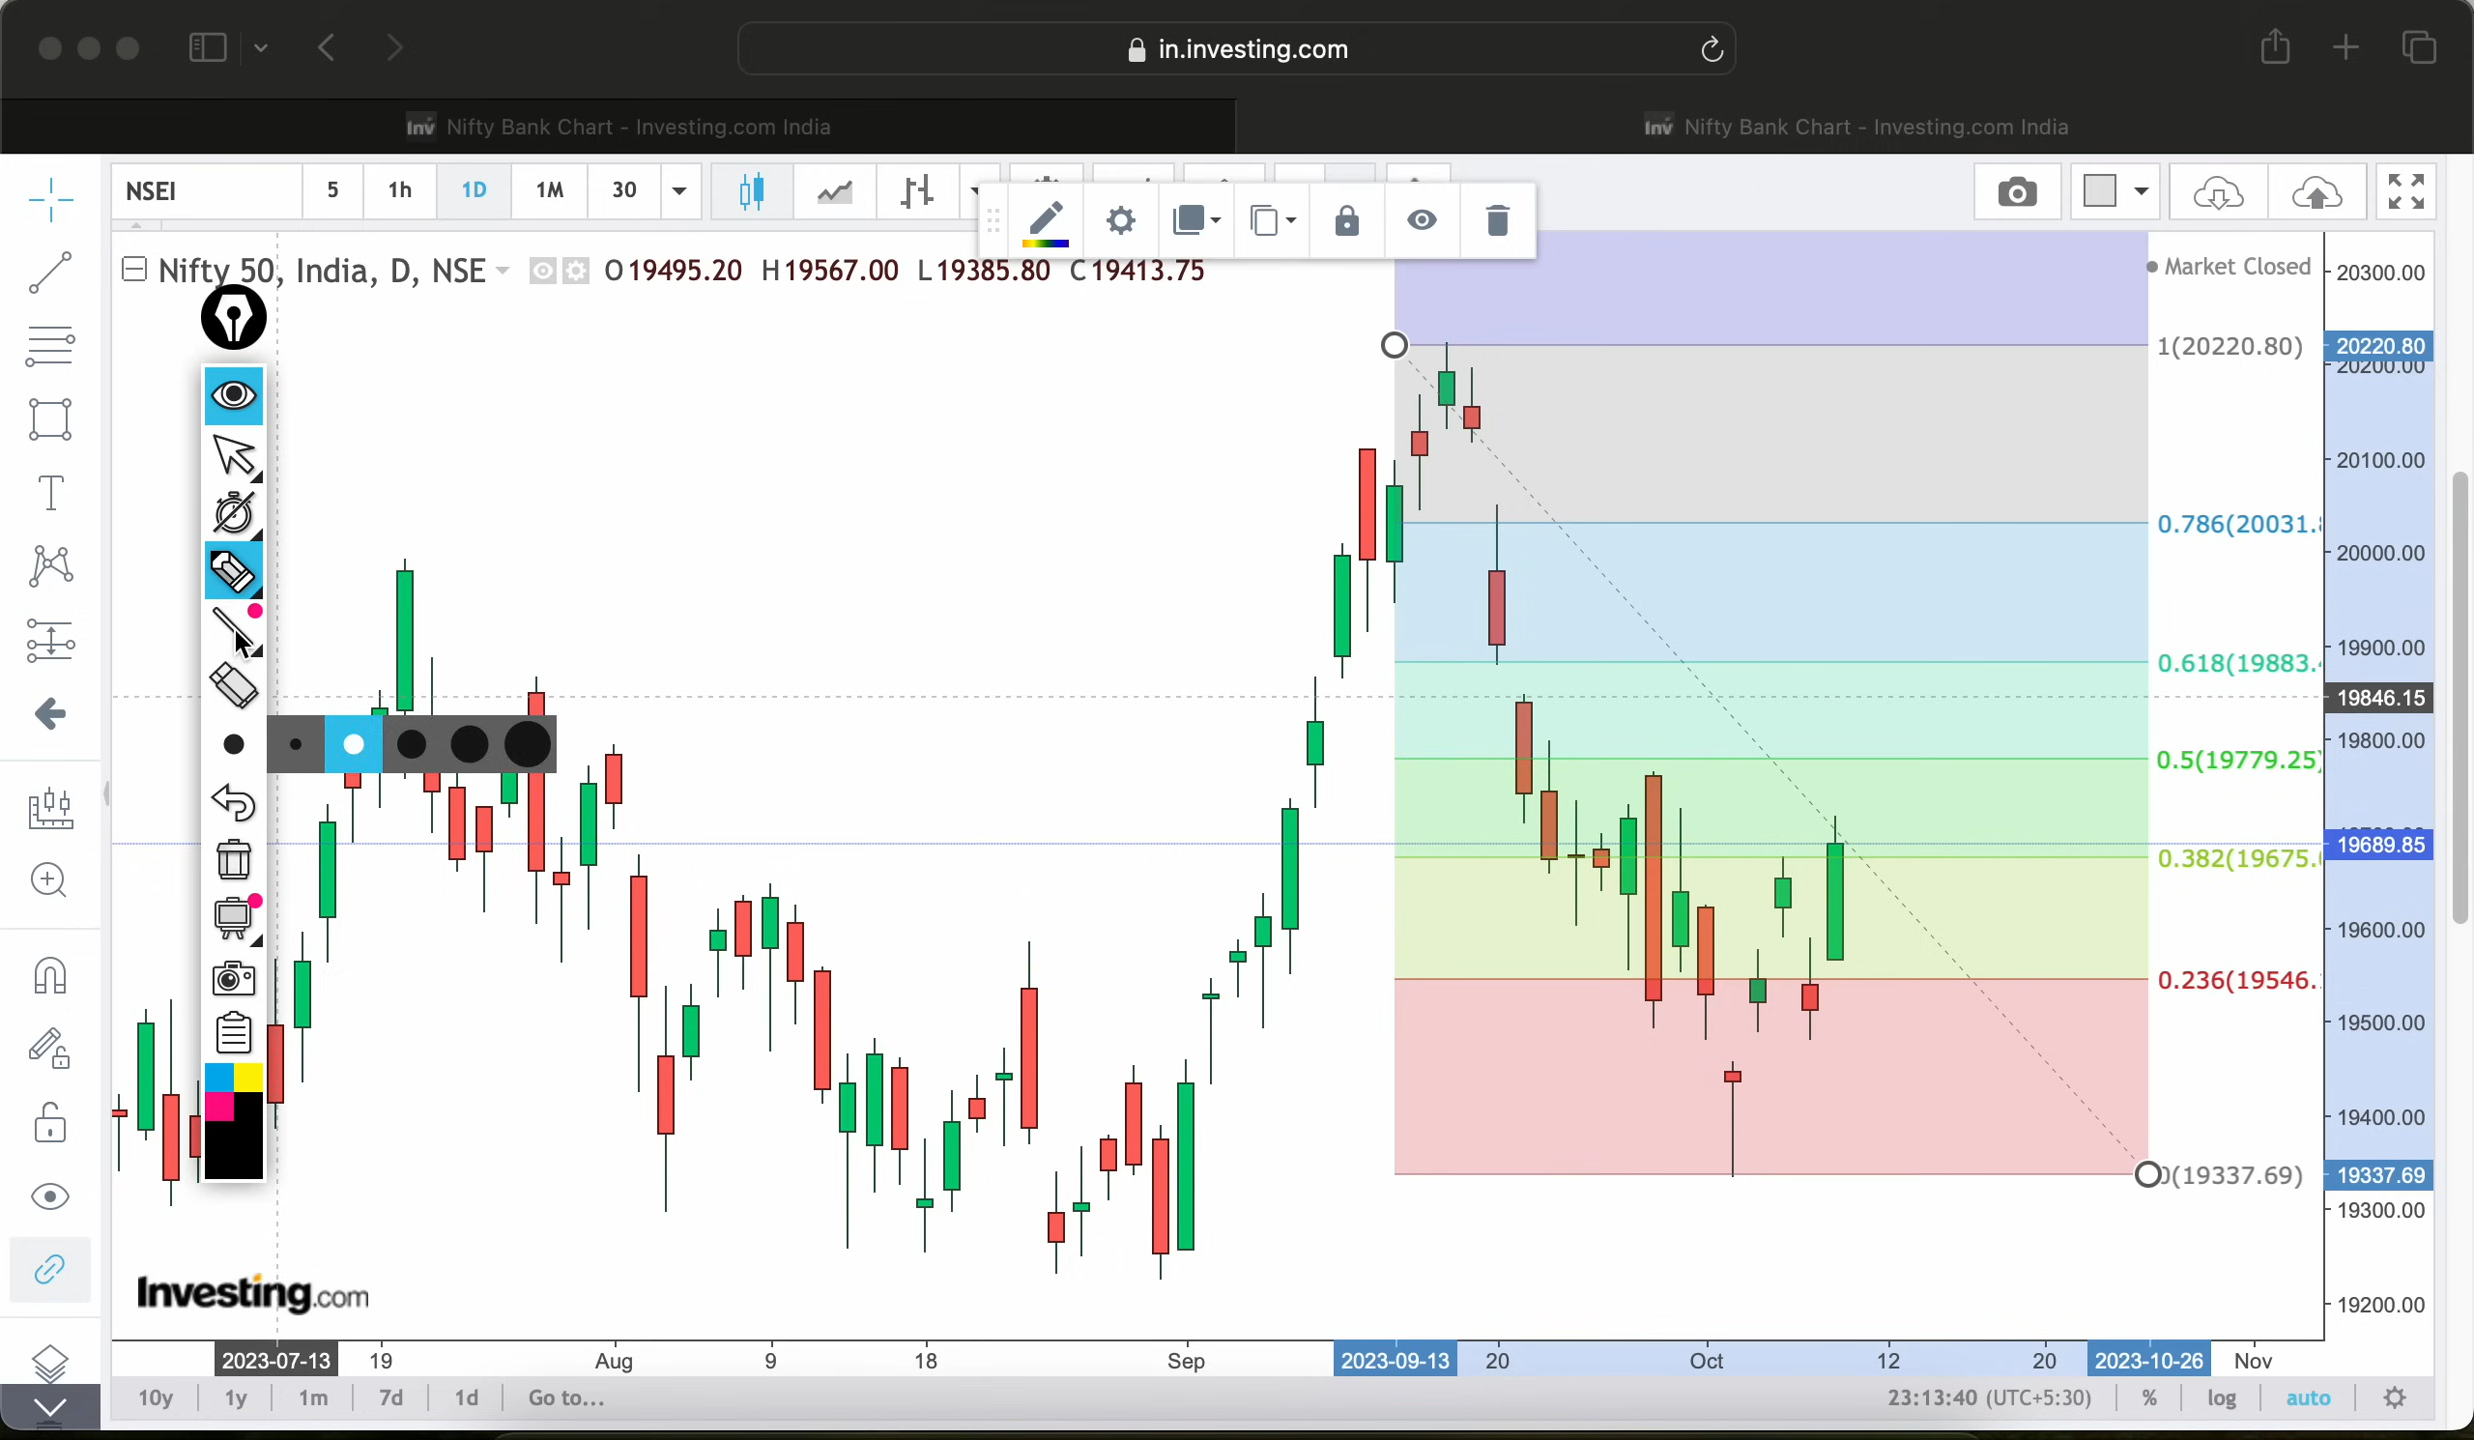 in.investing.com
Inv Nifty Bank Chart - Investing.com India
Inv Nifty Bank Chart - Investing.com India
NSEI 5 1h 1D 1M 30
Nifty 50, India, D, NSE O 19495.20 H 19567.00 L 19385.80 C 19413.75
Market Closed
20300.00
1(20220.80)
20220.80
20200.00
20100.00
0.786(20031.
20000.00
19900.00
0.618(19883.
19846.15
19800.00
0.5(19779.25)
19689.85
0.382(19675.
19600.00
0.236(19546.
19500.00
19400.00
0(19337.69)
19337.69
19300.00
19200.00
Investing.com
2023-07-13 19 Aug 9 18 Sep 2023-09-13 20 Oct 12 20 2023-10-26 Nov
10y 1y 1m 7d 1d Go to... 23:13:40 (UTC+5:30) % log auto
T